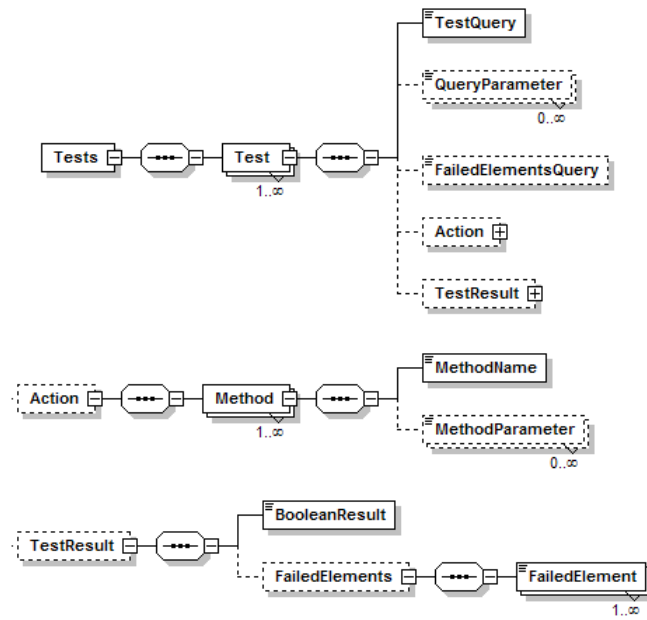 TestQuery
QueryParameter
0..∞
Tests
Test
1..∞
FailedElementsQuery
Action
TestResult
Action
Method
1..∞
MethodName
MethodParameter
0..∞
TestResult
BooleanResult
FailedElements
FailedElement
1..∞